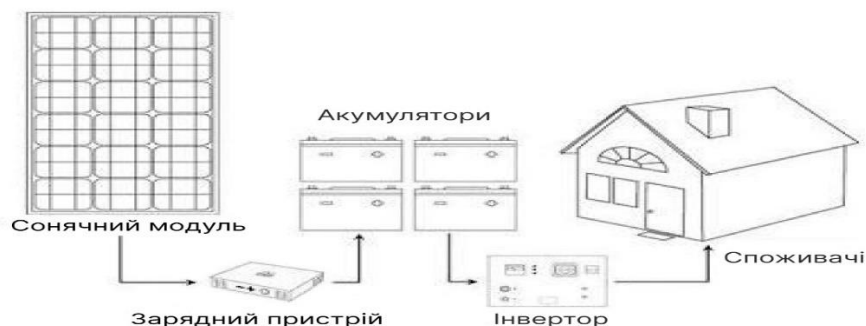 Акумулятори
Сонячний модуль
Споживачі
Зарядний пристрій
Інвертор